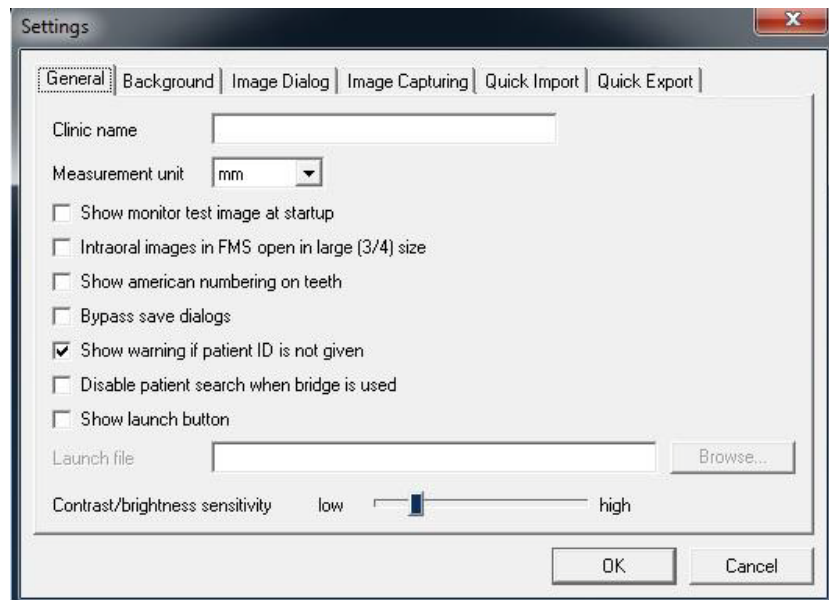 Settings
General Background Image Dialog Image Capturing Quick Import Quick Export
Clinic name
Measurement unit mm
Show monitor test image at startup
Intraoral images in FMS open in large (3/4) size
Show american numbering on teeth
Bypass save dialogs
Show warning if patient ID is not given
Disable patient search when bridge is used
Show launch button
Launch file Browse...
Contrast/brightness sensitivity low high
OK Cancel